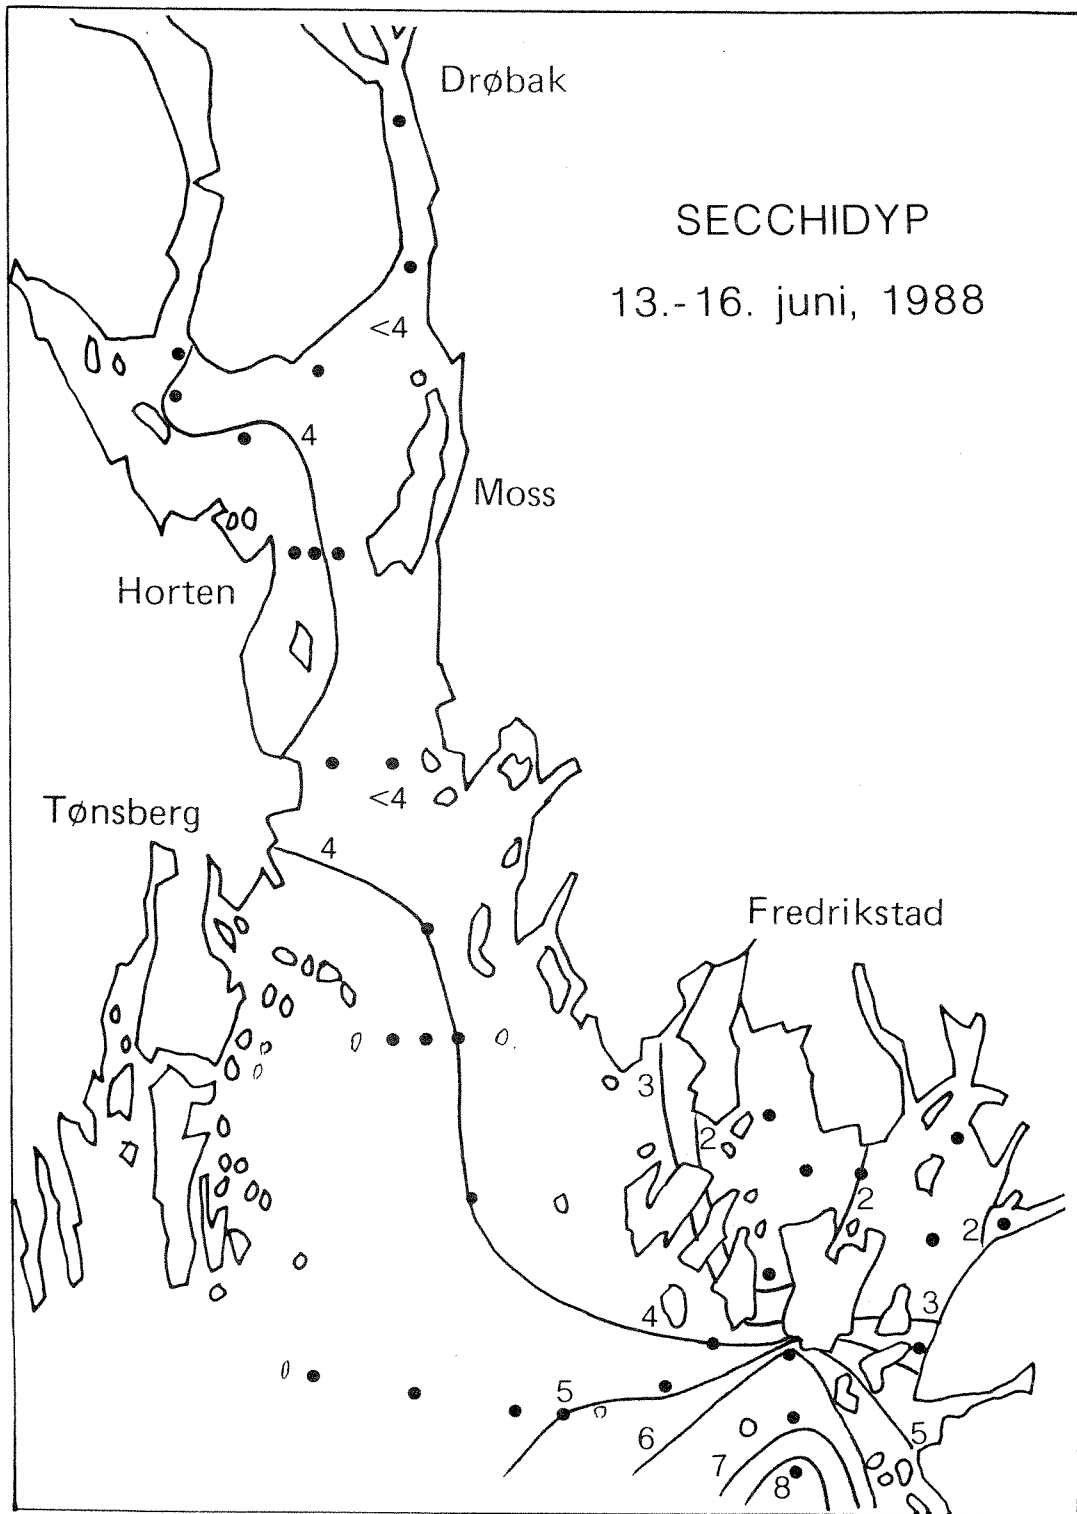 Drøbak
SECCHIDYP
13.-16. juni, 1988
<4
4
Moss
Horten
<4
Tønsberg
4
Fredrikstad
3
2
2
2
3
4
5
5
6
7
8